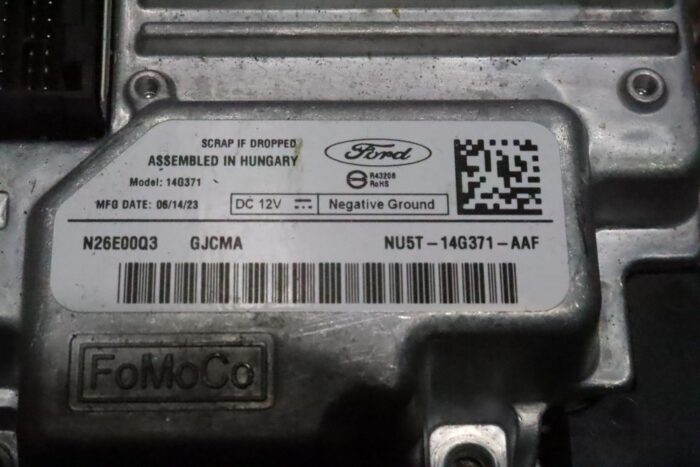 SCRAP IF DROPPED
ASSEMBLED IN HUNGARY
Ford
R43208
RoHS
Model: 14G371
MFG DATE: 06/14/23
DC 12V
Negative Ground
N26E00Q3 GJCMA NU5T-14G371-AAF
FoMoCo